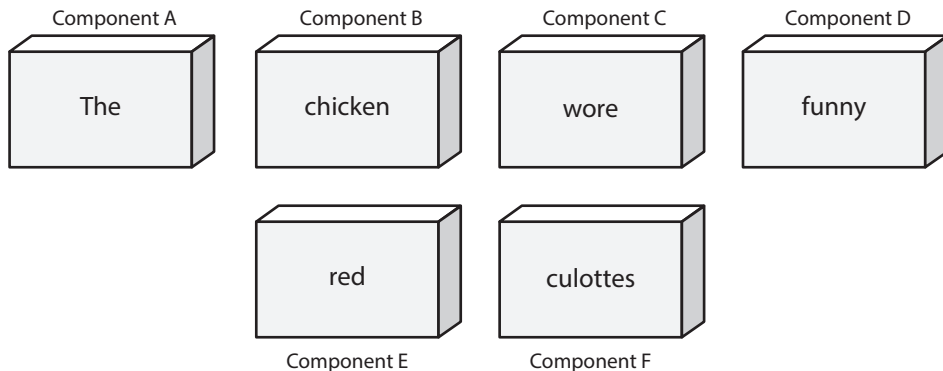 Component A Component B Component C Component D
The chicken wore funny
red culottes
Component E Component F